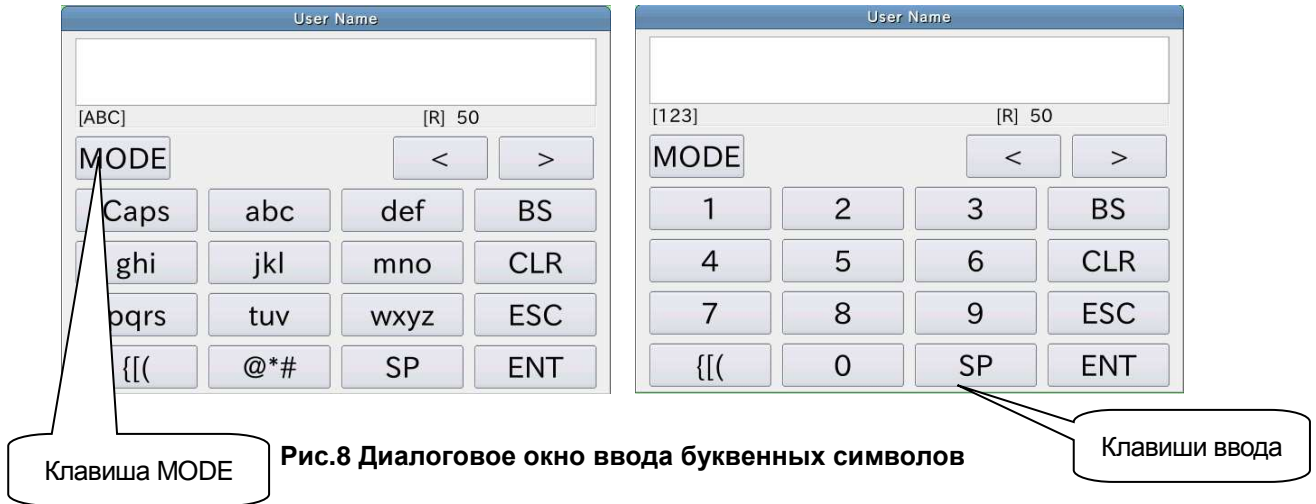 User Name
[ABC] [R] 50
MODE < >
Caps abc def BS
ghi jkl mno CLR
pqrs tuv wxyz ESC
{[( @*# SP ENT
User Name
[123] [R] 50
MODE < >
1 2 3 BS
4 5 6 CLR
7 8 9 ESC
{[( 0 SP ENT
Клавиша MODE
Рис.8 Диалоговое окно ввода буквенных символов
Клавиши ввода